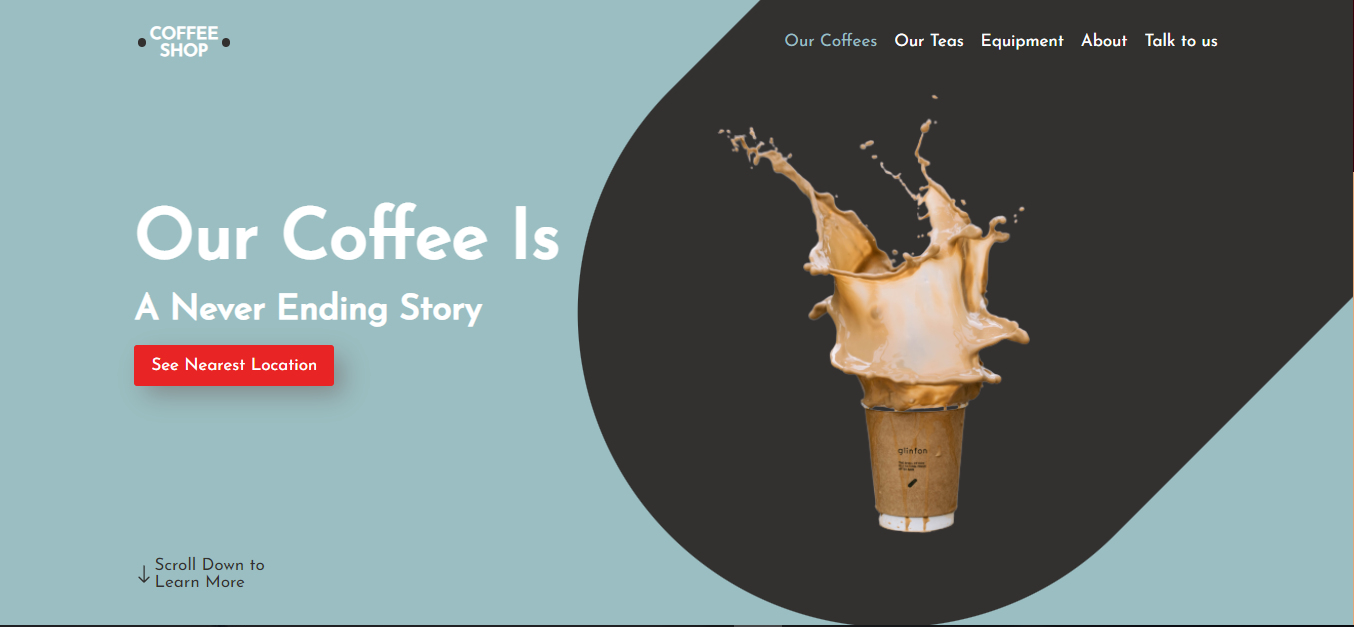 COFFEE
SHOP
Our Coffees Our Teas Equipment About Talk to us
Our Coffee Is
A Never Ending Story
See Nearest Location
glinfon
Scroll Down to
Learn More